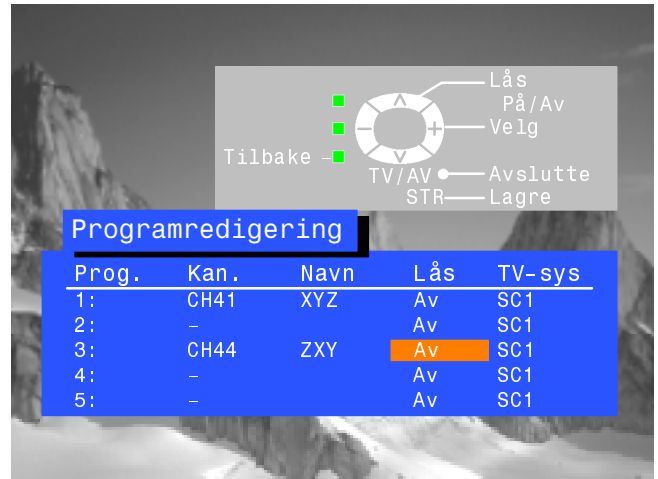 Lås
På/Av
Velg
Tilbake
TV/AV Avslutte
STR Lagre
Programredigering
Prog. Kan. Navn Lås TV-sys
1: CH41 XYZ Av SC1
2: – Av SC1
3: CH44 ZXY Av SC1
4: – Av SC1
5: – Av SC1